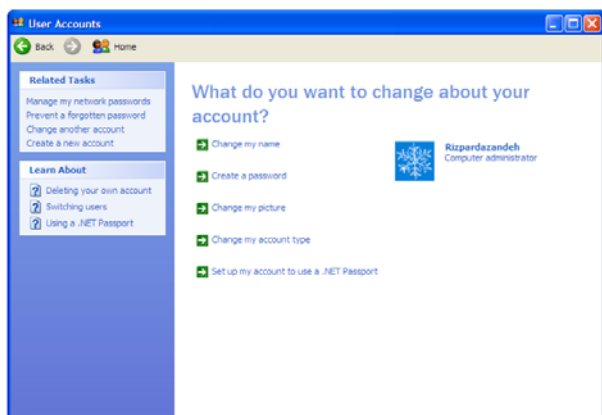 User Accounts
Back Home
Related Tasks
Manage my network passwords
Prevent a forgotten password
Change another account
Create a new account
Learn About
Deleting your own account
Switching users
Using a .NET Passport
What do you want to change about your
account?
Change my name
Create a password
Change my picture
Change my account type
Set up my account to use a .NET Passport
Rizpardazandeh
Computer administrator